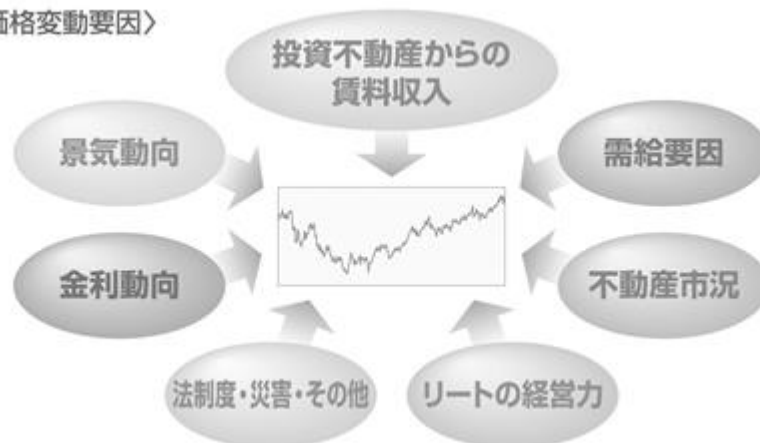 価格変動要因〉
投資不動産からの
賃料収入
景気動向
需給要因
金利動向
不動産市況
法制度・災害・その他
リートの経営力